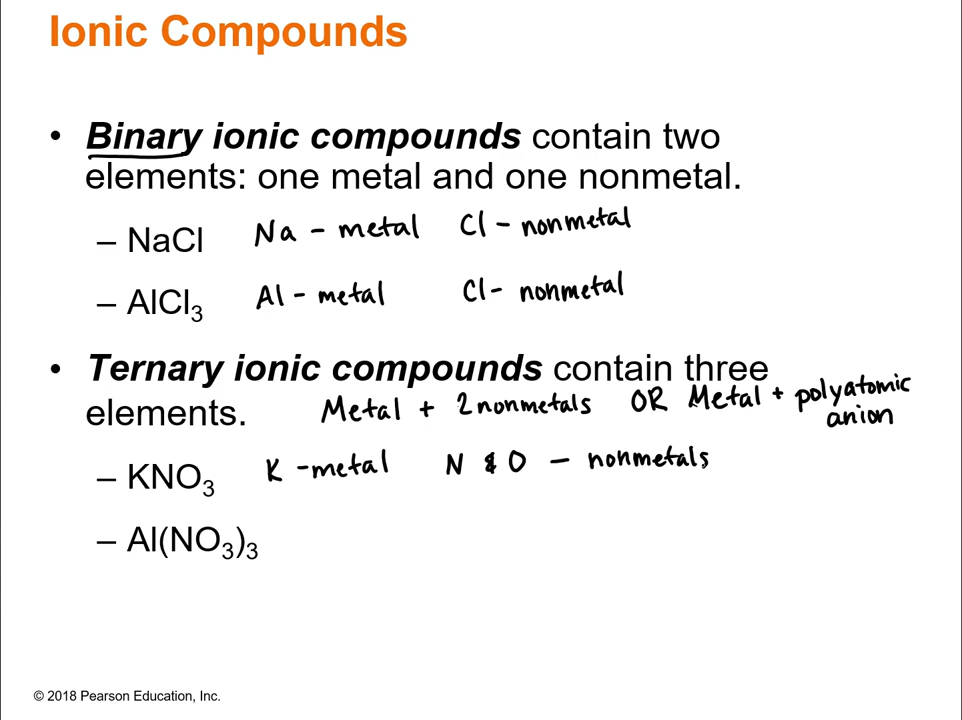 Ionic Compounds
• Binary ionic compounds contain two
elements: one metal and one nonmetal.
– NaCl Na - metal Cl - nonmetal
– AlCl₃ Al - metal Cl - nonmetal
• Ternary ionic compounds contain three
elements. Metal + 2 nonmetals OR Metal + polyatomic
anion
– KNO₃ K - metal N & O - nonmetals
– Al(NO₃)₃
© 2018 Pearson Education, Inc.